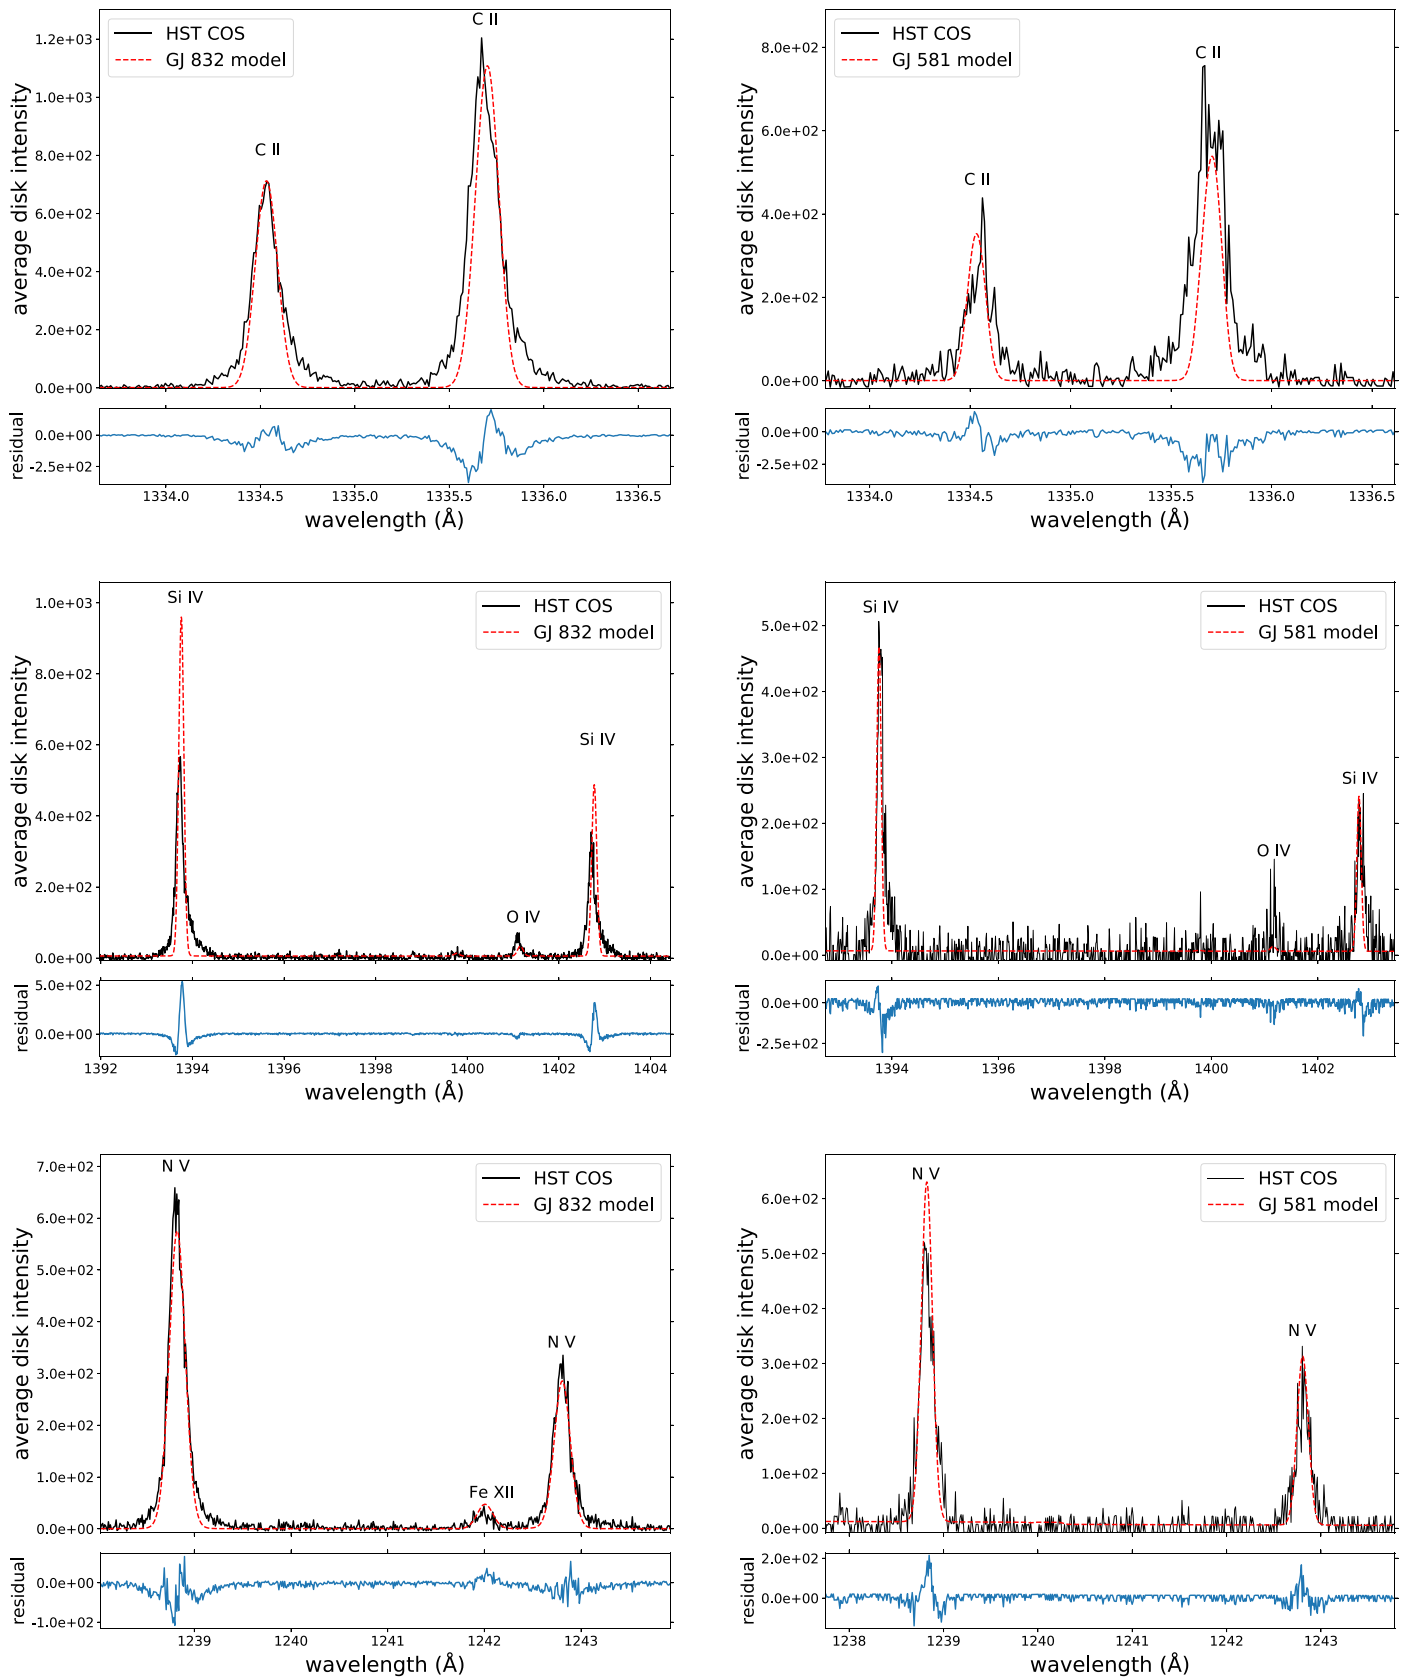 C II
HST COS
GJ 832 model
C II
1.2e+03
1.0e+03
8.0e+02
6.0e+02
4.0e+02
2.0e+02
0.0e+00
average disk intensity
0.0e+00
-2.5e+02
residual
1334.0 1334.5 1335.0 1335.5 1336.0 1336.5
wavelength (Å)
HST COS
GJ 581 model
C II
C II
8.0e+02
6.0e+02
4.0e+02
2.0e+02
0.0e+00
average disk intensity
0.0e+00
-2.5e+02
residual
1334.0 1334.5 1335.0 1335.5 1336.0 1336.5
wavelength (Å)
Si IV
HST COS
GJ 832 model
Si IV
O IV
1.0e+03
8.0e+02
6.0e+02
4.0e+02
2.0e+02
0.0e+00
average disk intensity
5.0e+02
0.0e+00
residual
1392 1394 1396 1398 1400 1402 1404
wavelength (Å)
Si IV
HST COS
GJ 581 model
Si IV
O IV
5.0e+02
4.0e+02
3.0e+02
2.0e+02
1.0e+02
0.0e+00
average disk intensity
0.0e+00
-2.5e+02
residual
1394 1396 1398 1400 1402
wavelength (Å)
N V
HST COS
GJ 832 model
N V
Fe XII
7.0e+02
6.0e+02
5.0e+02
4.0e+02
3.0e+02
2.0e+02
1.0e+02
0.0e+00
average disk intensity
0.0e+00
-1.0e+02
residual
1239 1240 1241 1242 1243
wavelength (Å)
N V
HST COS
GJ 581 model
N V
6.0e+02
5.0e+02
4.0e+02
3.0e+02
2.0e+02
1.0e+02
0.0e+00
average disk intensity
2.0e+02
0.0e+00
residual
1238 1239 1240 1241 1242 1243
wavelength (Å)